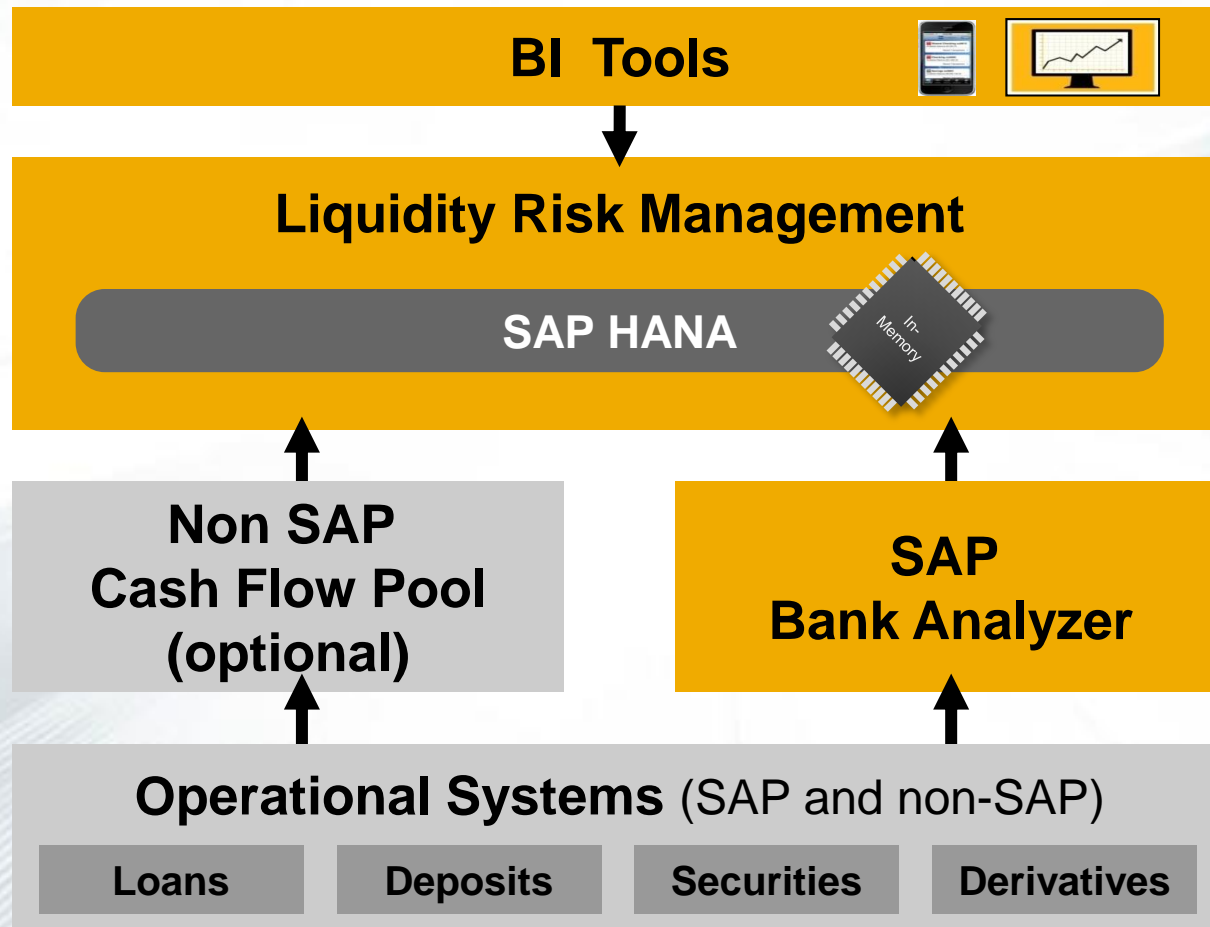 BI Tools
Liquidity Risk Management
SAP HANA
In-
Memory
Non SAP
Cash Flow Pool
(optional)
SAP
Bank Analyzer
Operational Systems (SAP and non-SAP)
Loans
Deposits
Securities
Derivatives